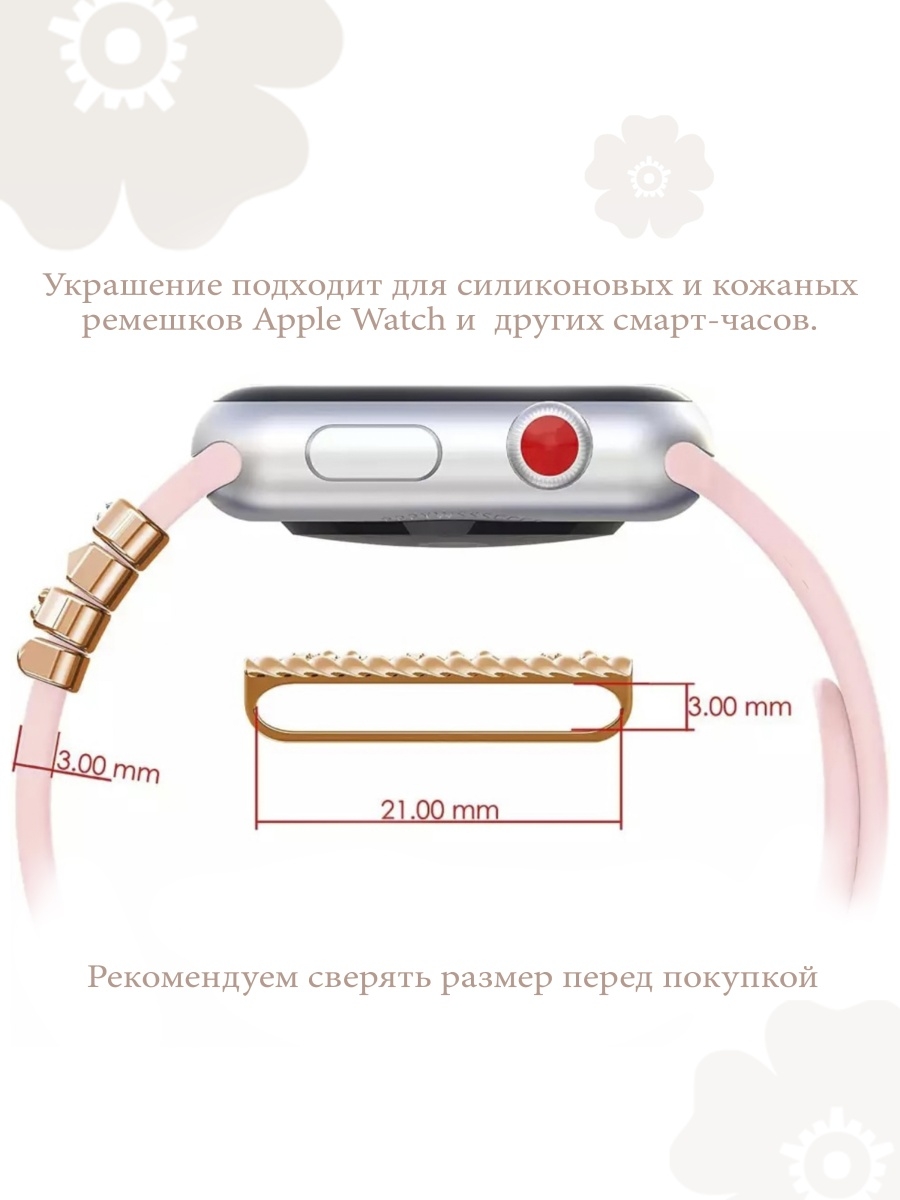 Украшение подходит для силиконовых и кожаных
ремешков Apple Watch и  других смарт-часов.
3.00 mm
3.00 mm
21.00 mm
Рекомендуем сверять размер перед покупкой